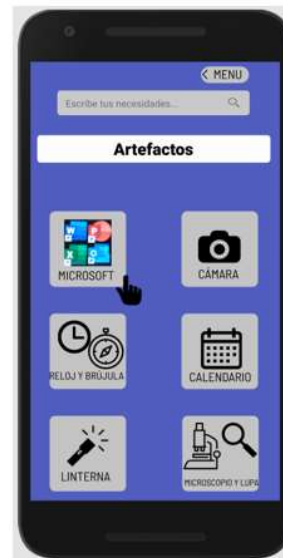 < MENU
Escribe tus necesidades...
Artefactos
W P
X O
MICROSOFT
CÁMARA
RELOJ Y BRÚJULA
CALENDARIO
LINTERNA
MICROSCOPIO Y LUPA